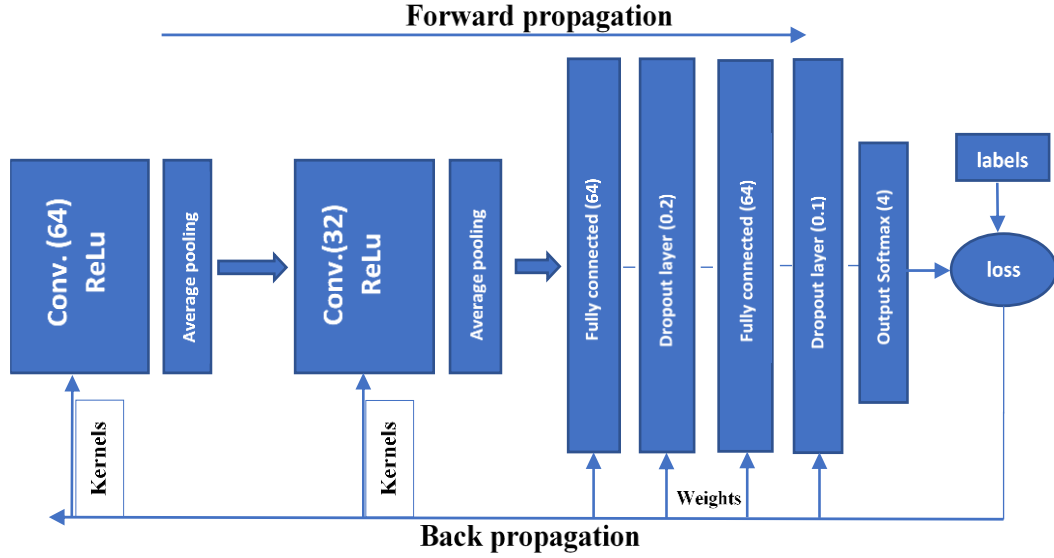 Forward propagation
Conv. (64)
ReLu
Average pooling
Conv.(32)
ReLu
Average pooling
Fully connected (64)
Dropout layer (0.2)
Fully connected (64)
Dropout layer (0.1)
Output Softmax (4)
labels
loss
Kernels
Kernels
Weights
Back propagation